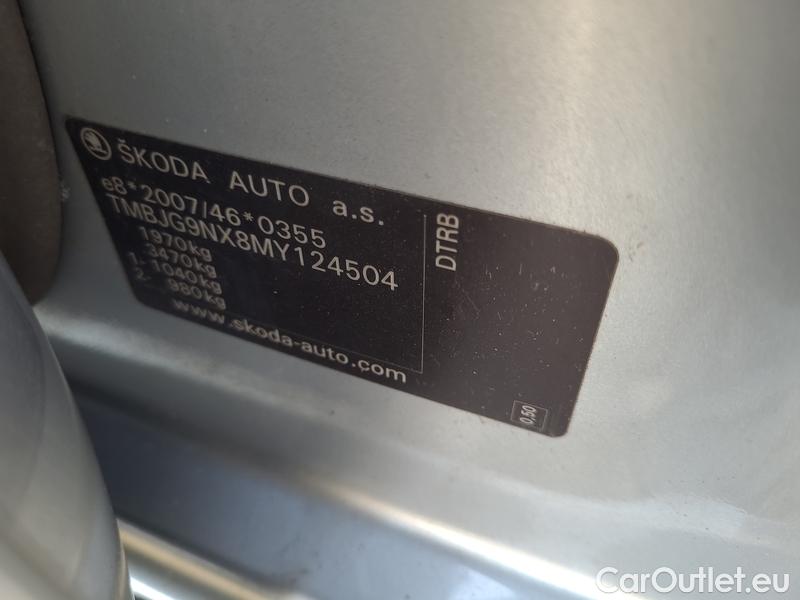 ŠKODA AUTO a.s.
e8*2007/46*0355
TMBJG9NX8MY124504
1970kg
3470kg
1. 1040kg
2. 980kg
www.skoda-auto.com
DTRB
0,50
CarOutlet.eu